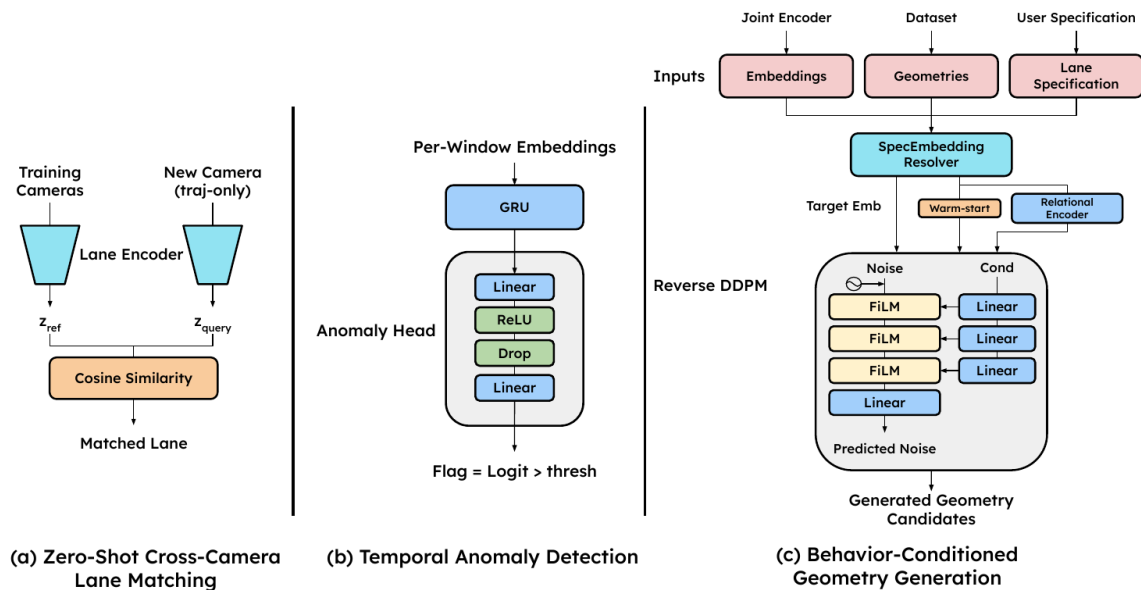 Training
Cameras
New Camera
(traj-only)
Lane Encoder
z_ref
z_query
Cosine Similarity
Matched Lane
(a) Zero-Shot Cross-Camera
Lane Matching
Per-Window Embeddings
GRU
Anomaly Head
Linear
ReLU
Drop
Linear
Flag = Logit > thresh
(b) Temporal Anomaly Detection
Joint Encoder
Dataset
User Specification
Inputs
Embeddings
Geometries
Lane
Specification
SpecEmbedding
Resolver
Target Emb
Warm-start
Relational
Encoder
Reverse DDPM
Noise
Cond
FiLM
Linear
FiLM
Linear
FiLM
Linear
Linear
Predicted Noise
Generated Geometry
Candidates
(c) Behavior-Conditioned
Geometry Generation